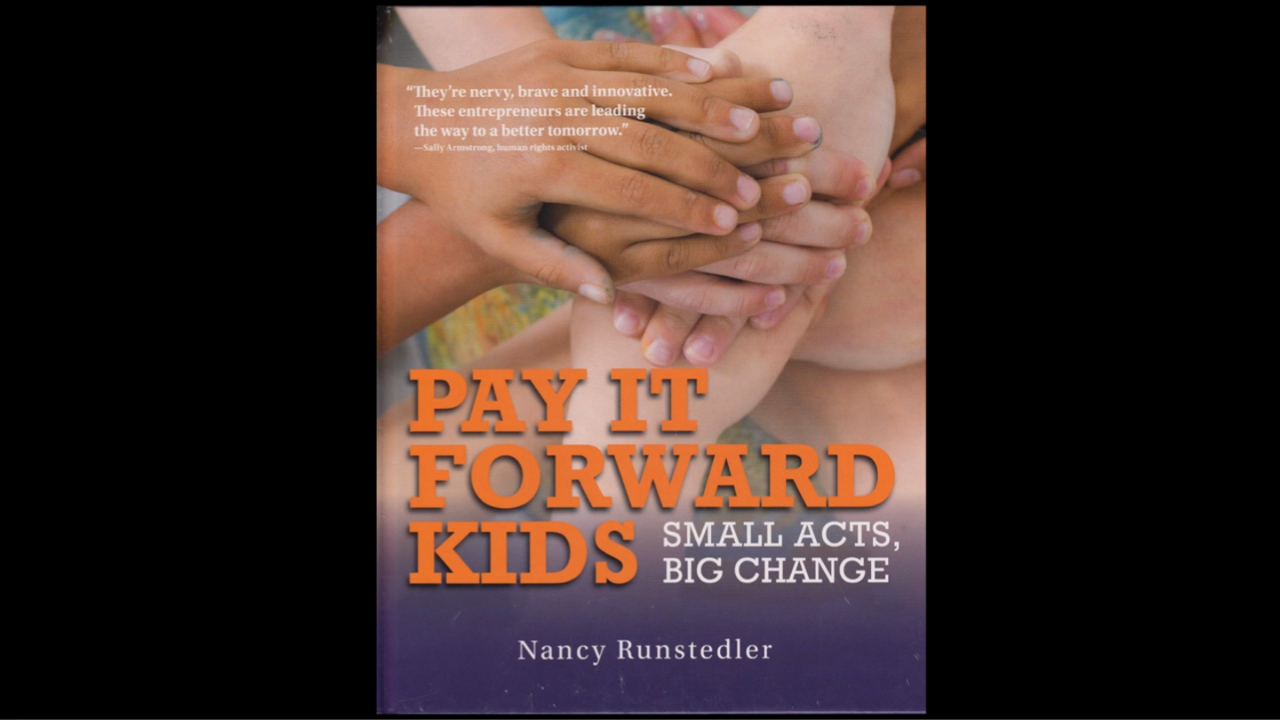 “They’re nervy, brave and innovative.
These entrepreneurs are leading
the way to a better tomorrow.”
—Sally Armstrong, human rights activist
PAY IT
FORWARD
KIDS
SMALL ACTS,
BIG CHANGE
Nancy Runstedler